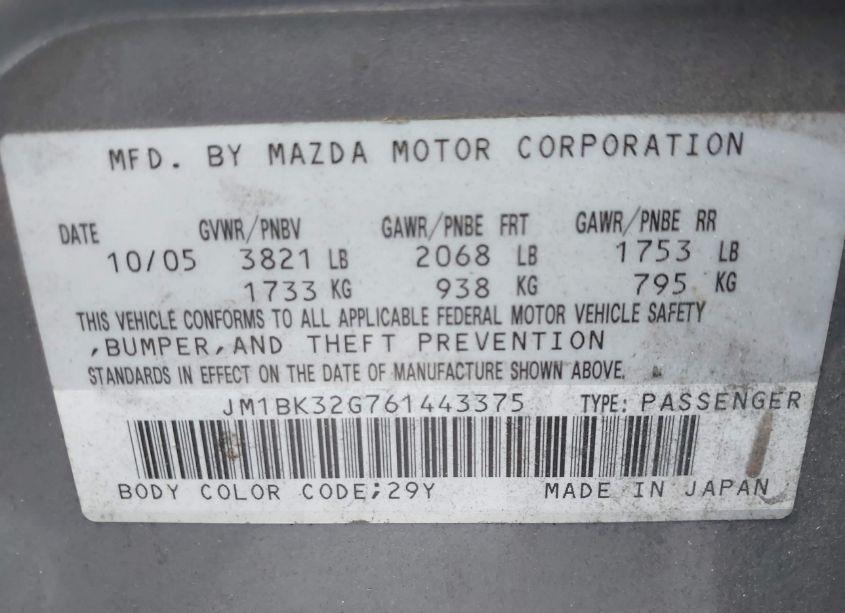 MFD. BY MAZDA MOTOR CORPORATION
DATE GVWR/PNBV GAWR/PNBE FRT GAWR/PNBE RR
10/05 3821 LB 2068 LB 1753 LB
1733 KG 938 KG 795 KG
THIS VEHICLE CONFORMS TO ALL APPLICABLE FEDERAL MOTOR VEHICLE SAFETY
,BUMPER,AND THEFT PREVENTION
STANDARDS IN EFFECT ON THE DATE OF MANUFACTURE SHOWN ABOVE.
JM1BK32G761443375 TYPE: PASSENGER
BODY COLOR CODE;29Y MADE IN JAPAN